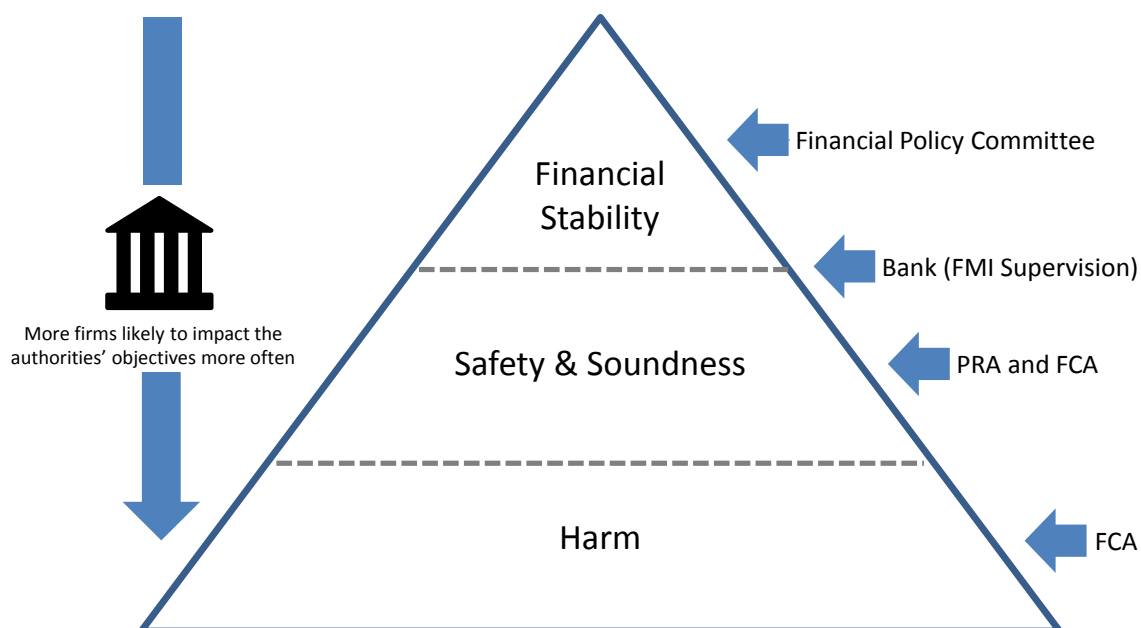 Financial Policy Committee
Financial
Stability
Bank (FMI Supervision)
More firms likely to impact the
authorities’ objectives more often
Safety & Soundness
PRA and FCA
Harm
FCA